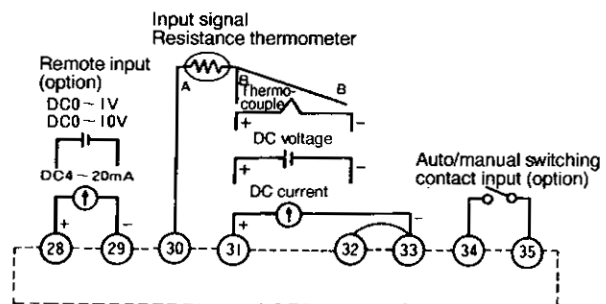 Input signal
Resistance thermometer
Remote input
(option)
DC0～1V
DC0～10V
A
B
B
Thermo-
couple
+
-
DC voltage
+
-
DC4～20mA
DC current
+
-
+
-
Auto/manual switching
contact input (option)
28
29
30
31
32
33
34
35